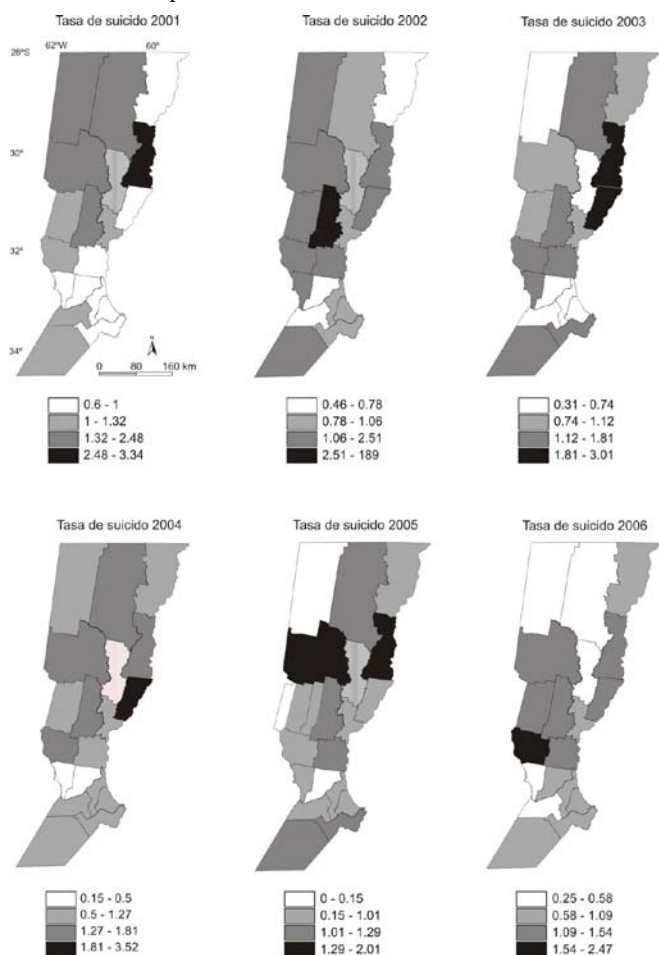 Tasa de suicido 2001
Tasa de suicido 2002
Tasa de suicido 2003
28°S
62°W
60°
30°
32°
34°
N
0 80 160 km
0.6 - 1
1 - 1.32
1.32 - 2.48
2.48 - 3.34
0.46 - 0.78
0.78 - 1.06
1.06 - 2.51
2.51 - 189
0.31 - 0.74
0.74 - 1.12
1.12 - 1.81
1.81 - 3.01
Tasa de suicido 2004
Tasa de suicido 2005
Tasa de suicido 2006
0.15 - 0.5
0.5 - 1.27
1.27 - 1.81
1.81 - 3.52
0 - 0.15
0.15 - 1.01
1.01 - 1.29
1.29 - 2.01
0.25 - 0.58
0.58 - 1.09
1.09 - 1.54
1.54 - 2.47